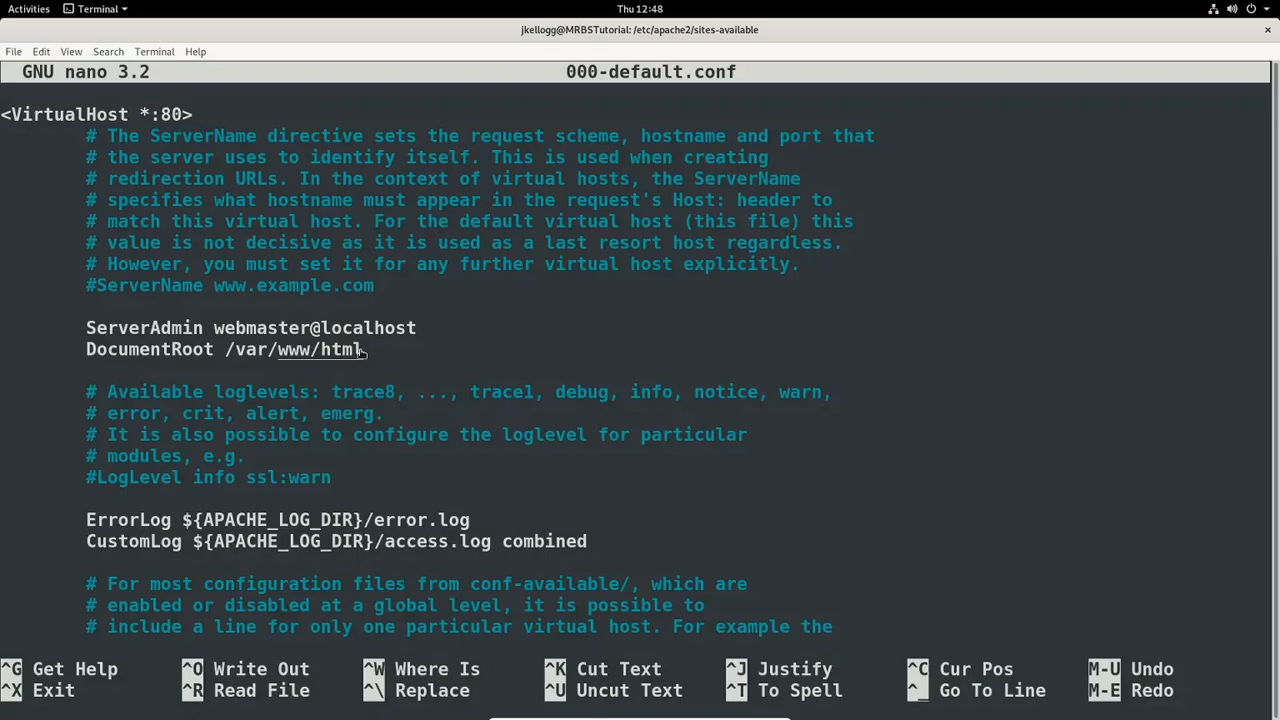 Activities Terminal Thu 12:48
jkellogg@MRBSTutorial: /etc/apache2/sites-available ×
File Edit View Search Terminal Help
GNU nano 3.2 000-default.conf
<VirtualHost *:80>
# The ServerName directive sets the request scheme, hostname and port that
# the server uses to identify itself. This is used when creating
# redirection URLs. In the context of virtual hosts, the ServerName
# specifies what hostname must appear in the request's Host: header to
# match this virtual host. For the default virtual host (this file) this
# value is not decisive as it is used as a last resort host regardless.
# However, you must set it for any further virtual host explicitly.
#ServerName www.example.com
ServerAdmin webmaster@localhost
DocumentRoot /var/www/html
# Available loglevels: trace8, ..., trace1, debug, info, notice, warn,
# error, crit, alert, emerg.
# It is also possible to configure the loglevel for particular
# modules, e.g.
#LogLevel info ssl:warn
ErrorLog ${APACHE_LOG_DIR}/error.log
CustomLog ${APACHE_LOG_DIR}/access.log combined
# For most configuration files from conf-available/, which are
# enabled or disabled at a global level, it is possible to
# include a line for only one particular virtual host. For example the
^G Get Help ^O Write Out ^W Where Is ^K Cut Text ^J Justify ^C Cur Pos M-U Undo
^X Exit ^R Read File ^\ Replace ^U Uncut Text ^T To Spell ^_ Go To Line M-E Redo